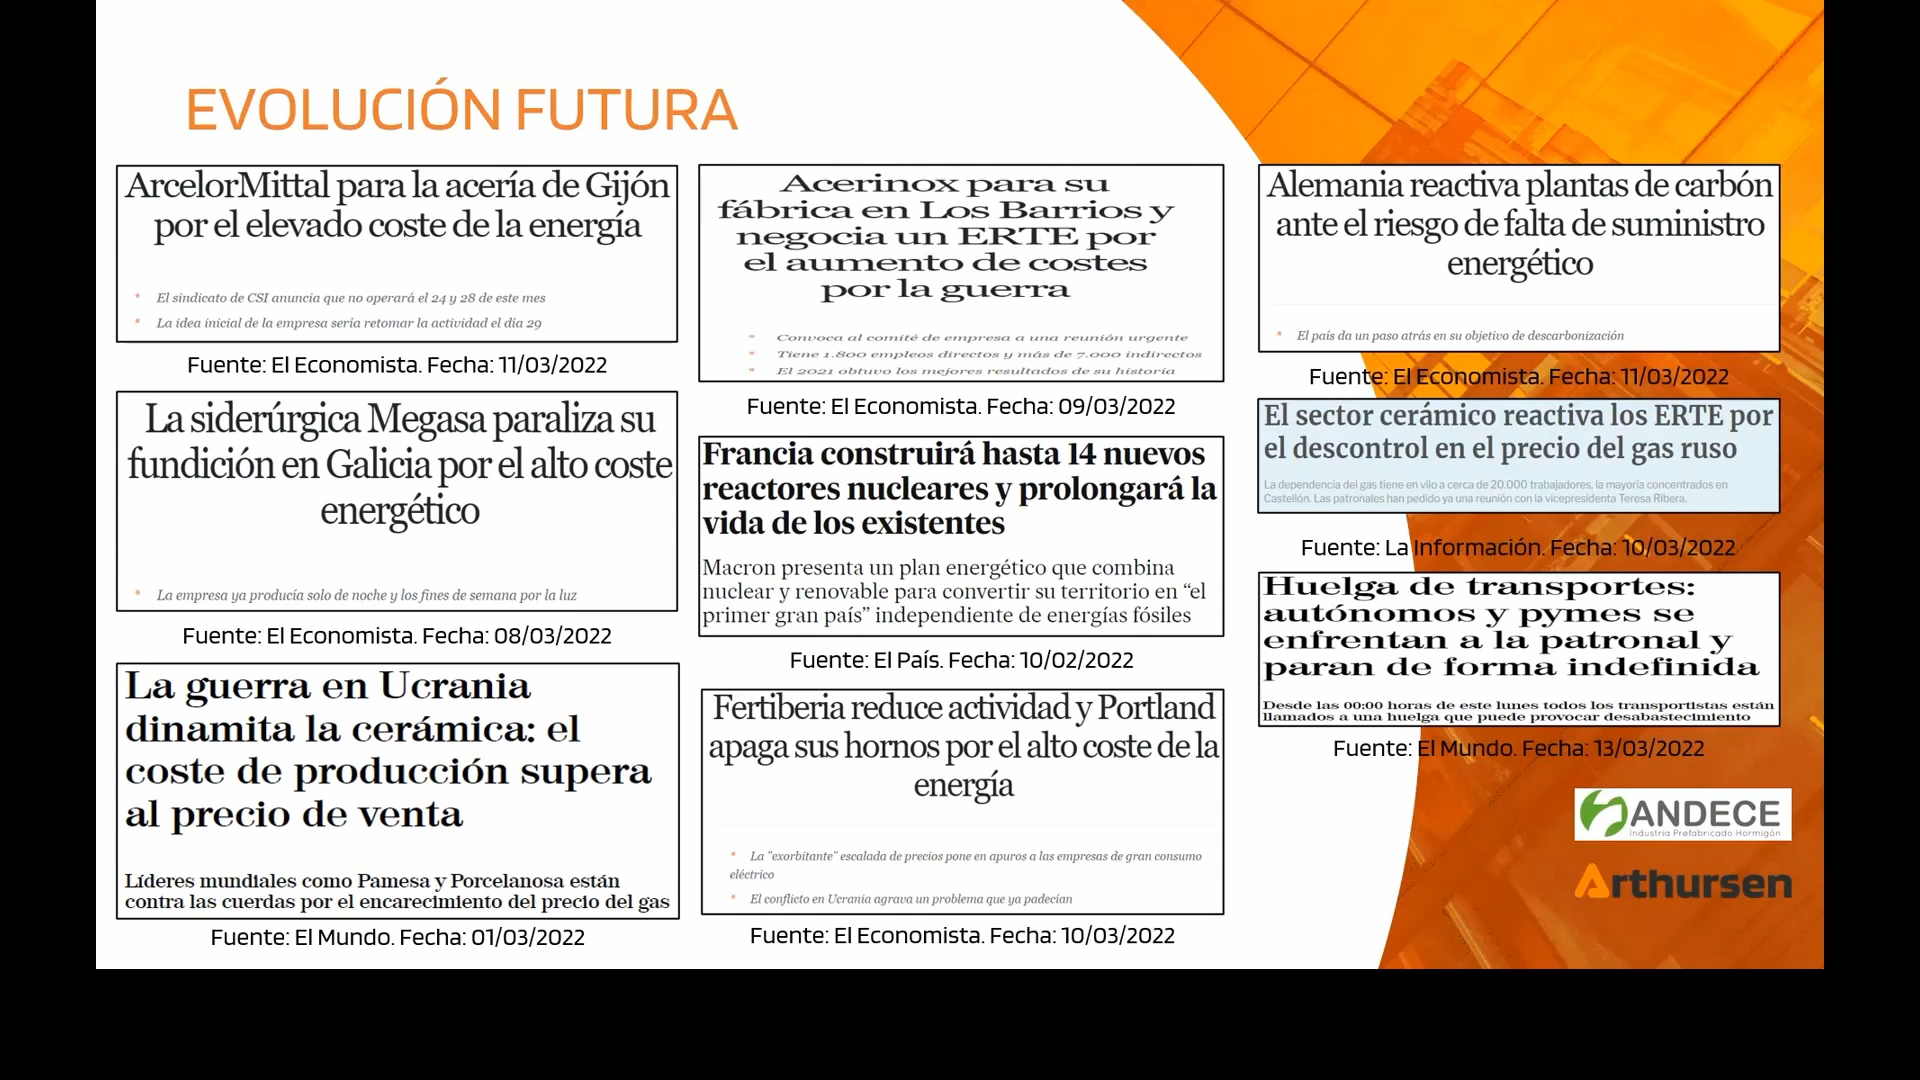 EVOLUCIÓN FUTURA
ArcelorMittal para la acería de Gijón
por el elevado coste de la energía
* El sindicato de CSI anuncia que no operará el 24 y 28 de este mes
* La idea inicial de la empresa sería retomar la actividad el día 29
Fuente: El Economista. Fecha: 11/03/2022
La siderúrgica Megasa paraliza su
fundición en Galicia por el alto coste
energético
* La empresa ya producía solo de noche y los fines de semana por la luz
Fuente: El Economista. Fecha: 08/03/2022
La guerra en Ucrania
dinamita la cerámica: el
coste de producción supera
al precio de venta
Líderes mundiales como Pamesa y Porcelanosa están
contra las cuerdas por el encarecimiento del precio del gas
Fuente: El Mundo. Fecha: 01/03/2022
Acerinox para su
fábrica en Los Barrios y
negocia un ERTE por
el aumento de costes
por la guerra
* Convoca al comité de empresa a una reunión urgente
* Tiene 1.800 empleos directos y más de 7.000 indirectos
* El 2021 obtuvo los mejores resultados de su historia
Fuente: El Economista. Fecha: 09/03/2022
Francia construirá hasta 14 nuevos
reactores nucleares y prolongará la
vida de los existentes
Macron presenta un plan energético que combina
nuclear y renovable para convertir su territorio en “el
primer gran país” independiente de energías fósiles
Fuente: El País. Fecha: 10/02/2022
Fertiberia reduce actividad y Portland
apaga sus hornos por el alto coste de la
energía
* La "exorbitante" escalada de precios pone en apuros a las empresas de gran consumo
eléctrico
* El conflicto en Ucrania agrava un problema que ya padecían
Fuente: El Economista. Fecha: 10/03/2022
Alemania reactiva plantas de carbón
ante el riesgo de falta de suministro
energético
* El país da un paso atrás en su objetivo de descarbonización
Fuente: El Economista. Fecha: 11/03/2022
El sector cerámico reactiva los ERTE por
el descontrol en el precio del gas ruso
La dependencia del gas tiene en vilo a cerca de 20.000 trabajadores, la mayoría concentrados en
Castellón. Las patronales han pedido ya una reunión con la vicepresidenta Teresa Ribera.
Fuente: La Información. Fecha: 10/03/2022
Huelga de transportes:
autónomos y pymes se
enfrentan a la patronal y
paran de forma indefinida
Desde las 00:00 horas de este lunes todos los transportistas están
llamados a una huelga que puede provocar desabastecimiento
Fuente: El Mundo. Fecha: 13/03/2022
ANDECE
Industria Prefabricado Hormigón
Arthursen